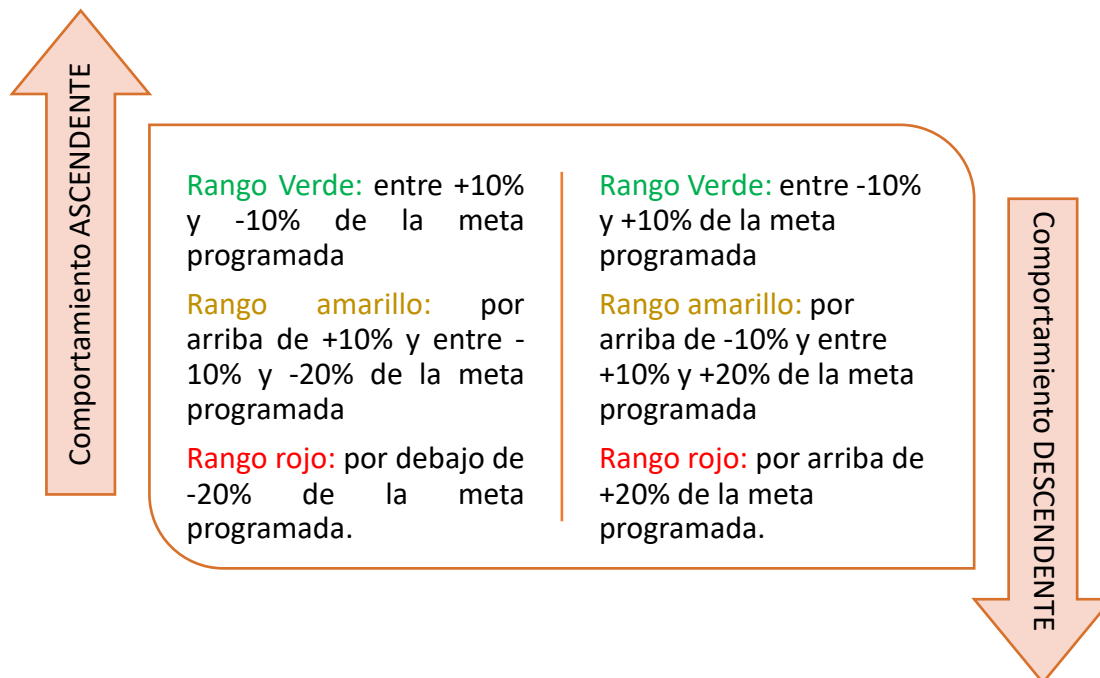 Comportamiento ASCENDENTE
Rango Verde: entre +10%
y -10% de la meta
programada
Rango amarillo: por
arriba de +10% y entre -
10% y -20% de la meta
programada
Rango rojo: por debajo de
-20% de la meta
programada.
Rango Verde: entre -10%
y +10% de la meta
programada
Rango amarillo: por
arriba de -10% y entre
+10% y +20% de la meta
programada
Rango rojo: por arriba de
+20% de la meta
programada.
Comportamiento DESCENDENTE